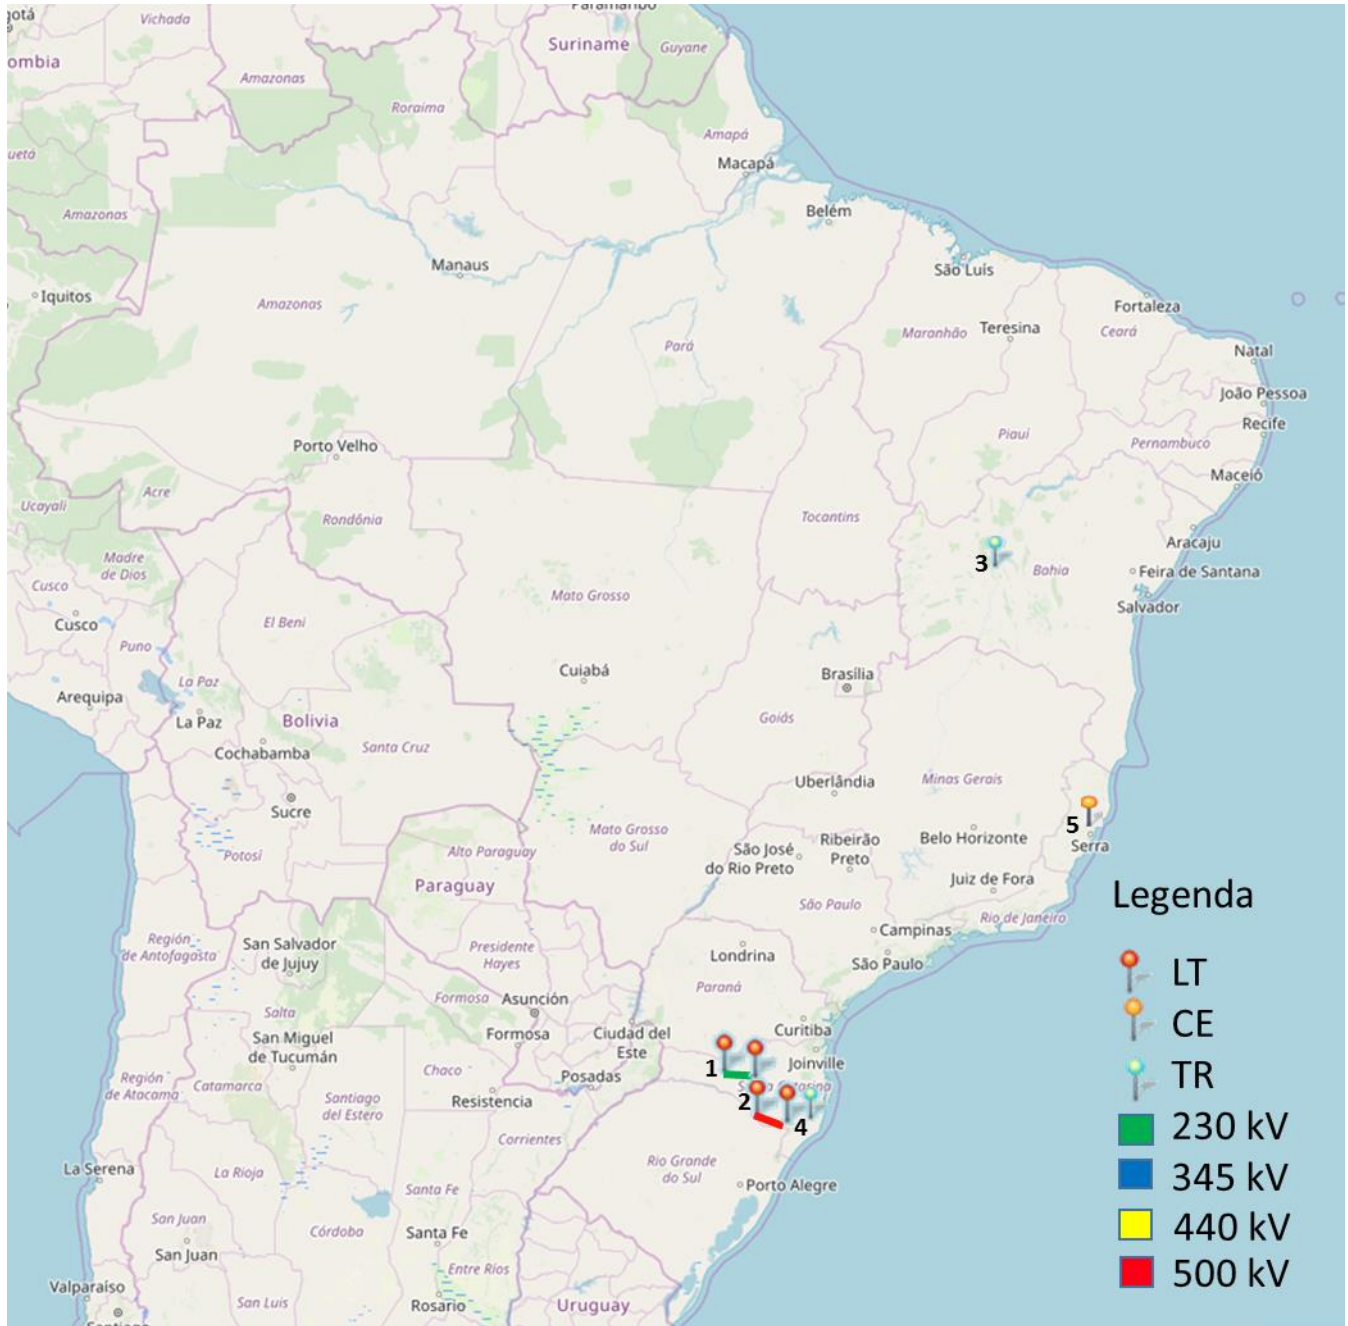 gotá
Vichada
Paramaribo
ombia
Suriname
Guyane
Amazonas
Roraima
Amapá
uetá
Macapá
Amazonas
Belém
Manaus
São Luís
Iquitos
Amazonas
Fortaleza
Maranhão
Teresina
Ceará
Pará
Natal
João Pessoa
Recife
Piauí
Pernambuco
Porto Velho
Maceió
Acre
Ucayali
Rondônia
Tocantins
Aracaju
Madre
de Dios
3
Bahia
Feira de Santana
Cusco
Mato Grosso
Salvador
Cusco
El Beni
Puno
Cuiabá
Brasília
La Paz
Arequipa
La Paz
Bolivia
Goiás
Santa Cruz
Cochabamba
Uberlândia
Minas Gerais
Sucre
5
Mato Grosso
do Sul
Ribeirão
Preto
Belo Horizonte
Serra
São José
do Rio Preto
Potosí
Alto Paraguay
Paraguay
Juiz de Fora
Legenda
São Paulo
Rio de Janeiro
Campinas
Región
de Antofagasta
San Salvador
de Jujuy
Presidente
Hayes
Londrina
São Paulo
LT
Paraná
Formosa
Asunción
Salta
CE
San Miguel
de Tucumán
Formosa
Ciudad del
Este
Curitiba
Joinville
1
Chaco
TR
Región
de Atacama
Catamarca
Posadas
Santiago
del Estero
Resistencia
2
4
230 kV
Corrientes
La Serena
La Rioja
Rio Grande
do Sul
345 kV
Santa Fe
Porto Alegre
San Juan
Córdoba
Santa Fe
440 kV
San Juan
Entre Ríos
500 kV
Valparaíso
San Luis
Rosario
Uruguay
Santiago